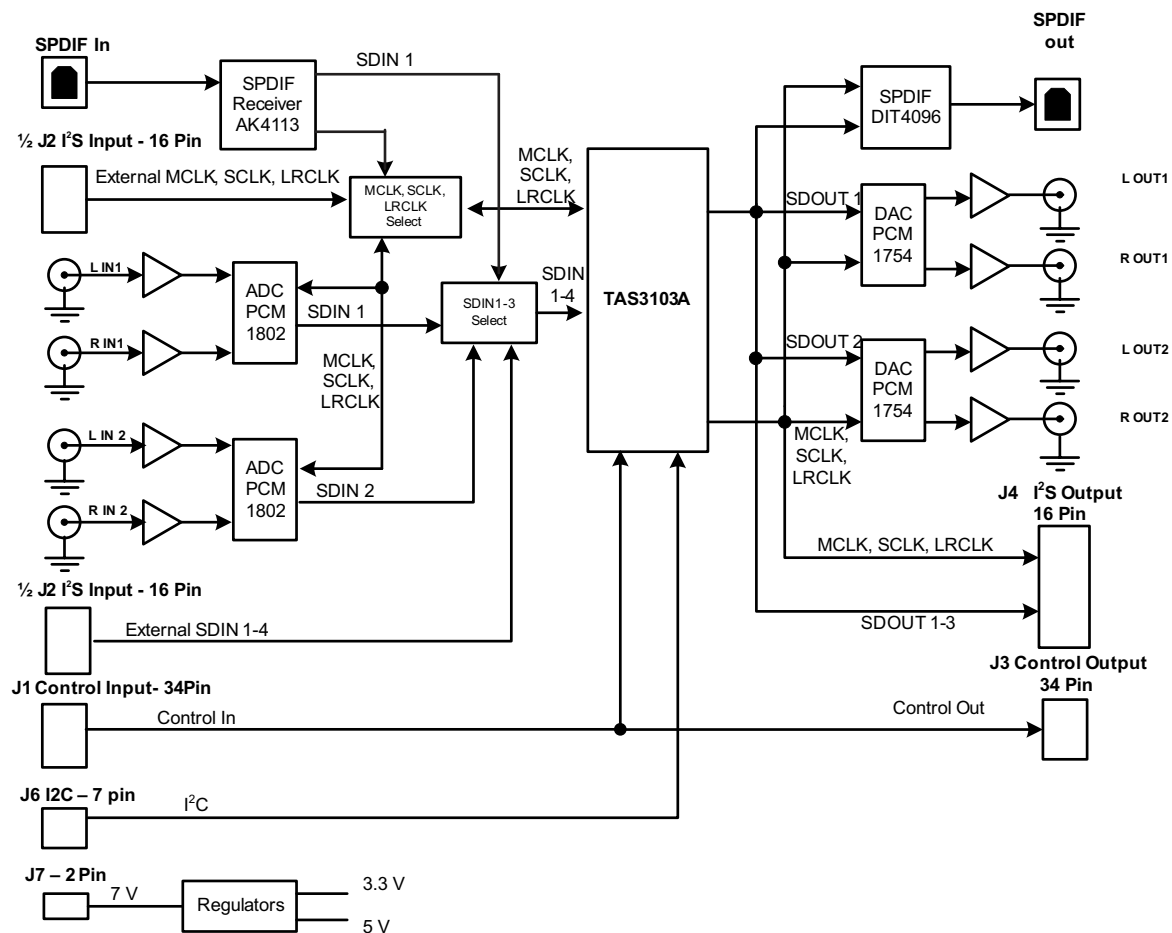 SPDIF In
SPDIF
out
SDIN 1
SPDIF
Receiver
AK4113
SPDIF
DIT4096
½ J2 I²S Input - 16 Pin
External MCLK, SCLK, LRCLK
MCLK, SCLK,
LRCLK
Select
MCLK,
SCLK,
LRCLK
SDOUT 1
DAC
PCM
1754
L OUT1
R OUT1
L IN1
R IN1
ADC
PCM
1802
SDIN 1
SDIN1-3
Select
SDIN
1-4
TAS3103A
MCLK,
SCLK,
LRCLK
SDOUT 2
DAC
PCM
1754
L OUT2
R OUT2
L IN 2
R IN 2
ADC
PCM
1802
SDIN 2
MCLK,
SCLK,
LRCLK
J4 I²S Output
16 Pin
MCLK, SCLK, LRCLK
SDOUT 1-3
½ J2 I²S Input - 16 Pin
External SDIN 1-4
J3 Control Output
34 Pin
J1 Control Input- 34Pin
Control In
Control Out
J6 I2C – 7 pin
I²C
J7 – 2 Pin
7 V
Regulators
3.3 V
5 V